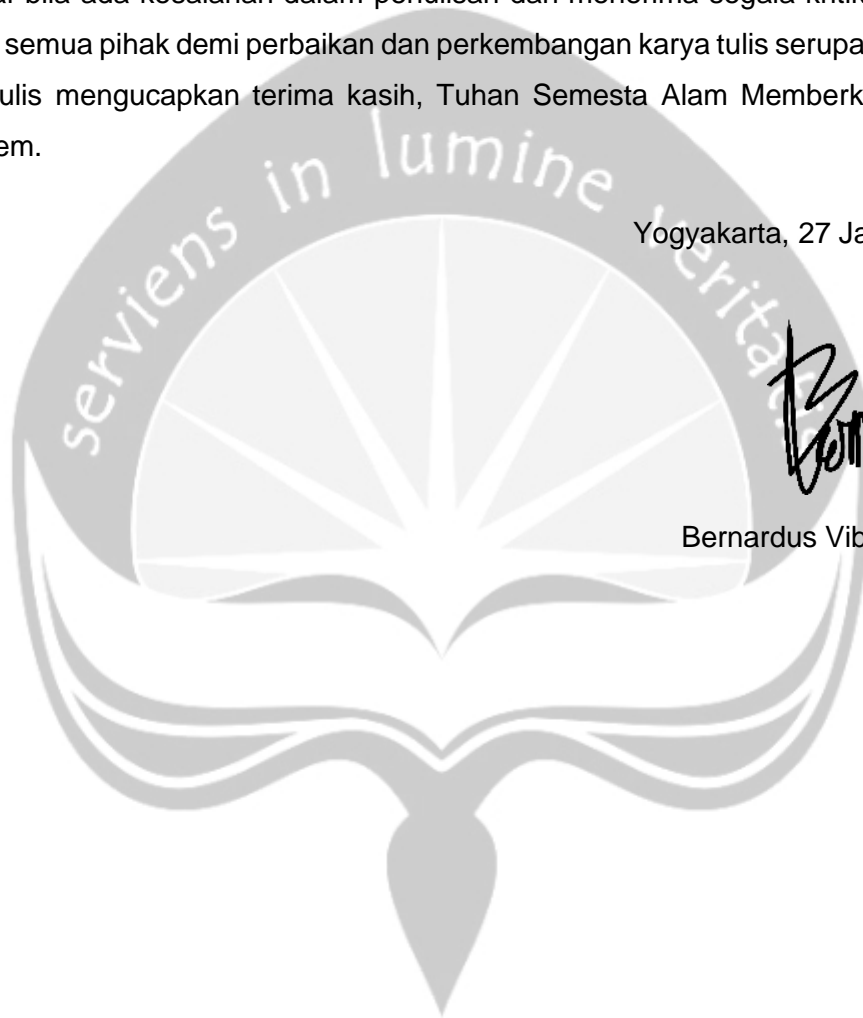 bila ada kesalahan dalam penulisan dan menerima segala kritik
semua pihak demi perbaikan dan perkembangan karya tulis serupa
ulis mengucapkan terima kasih, Tuhan Semesta Alam Memberk
em.
serviens in lumine veritatis
Yogyakarta, 27 Ja
Bernardus Vib